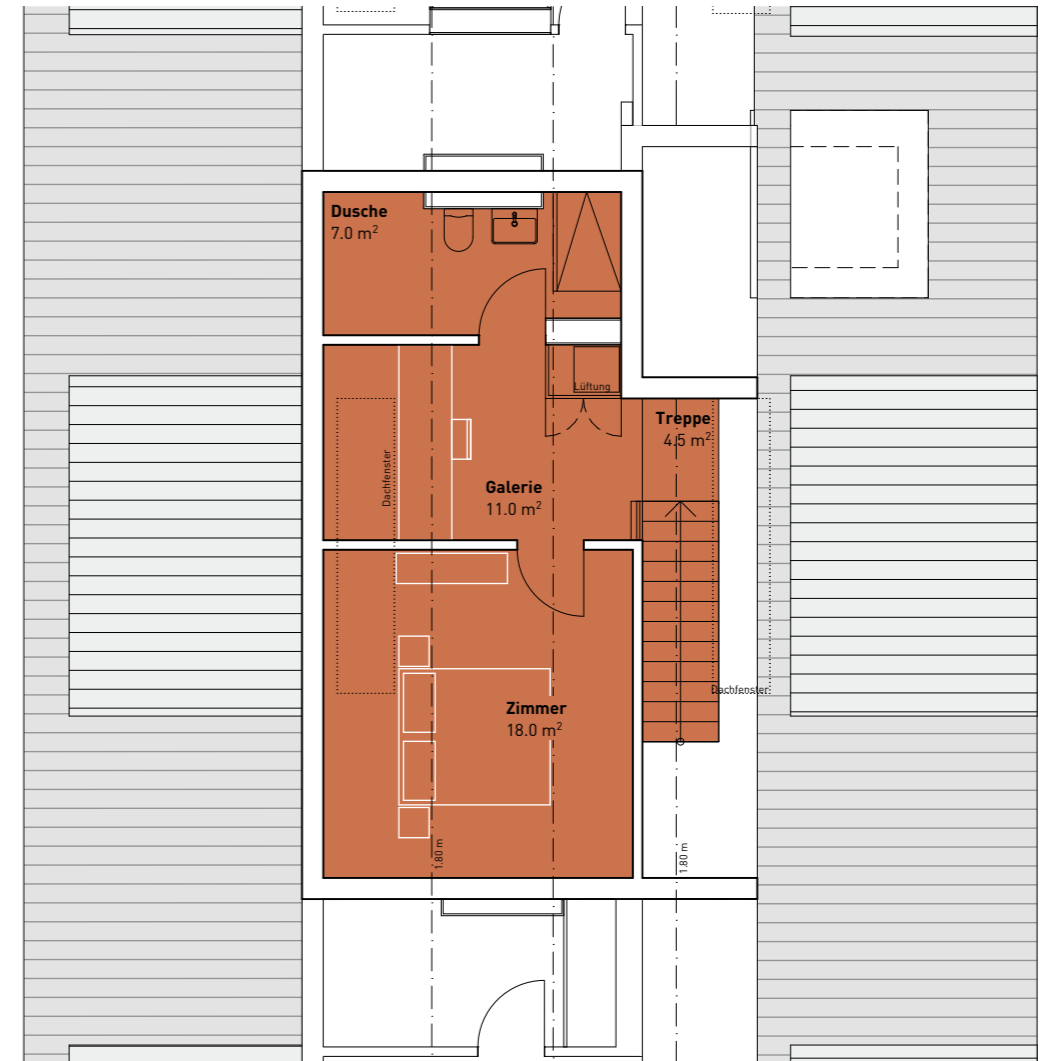 Dusche
7.0 m²
Lüftung
Treppe
4.5 m²
Dachfenster
Galerie
11.0 m²
Dachfenster
Zimmer
18.0 m²
1.80 m
1.80 m